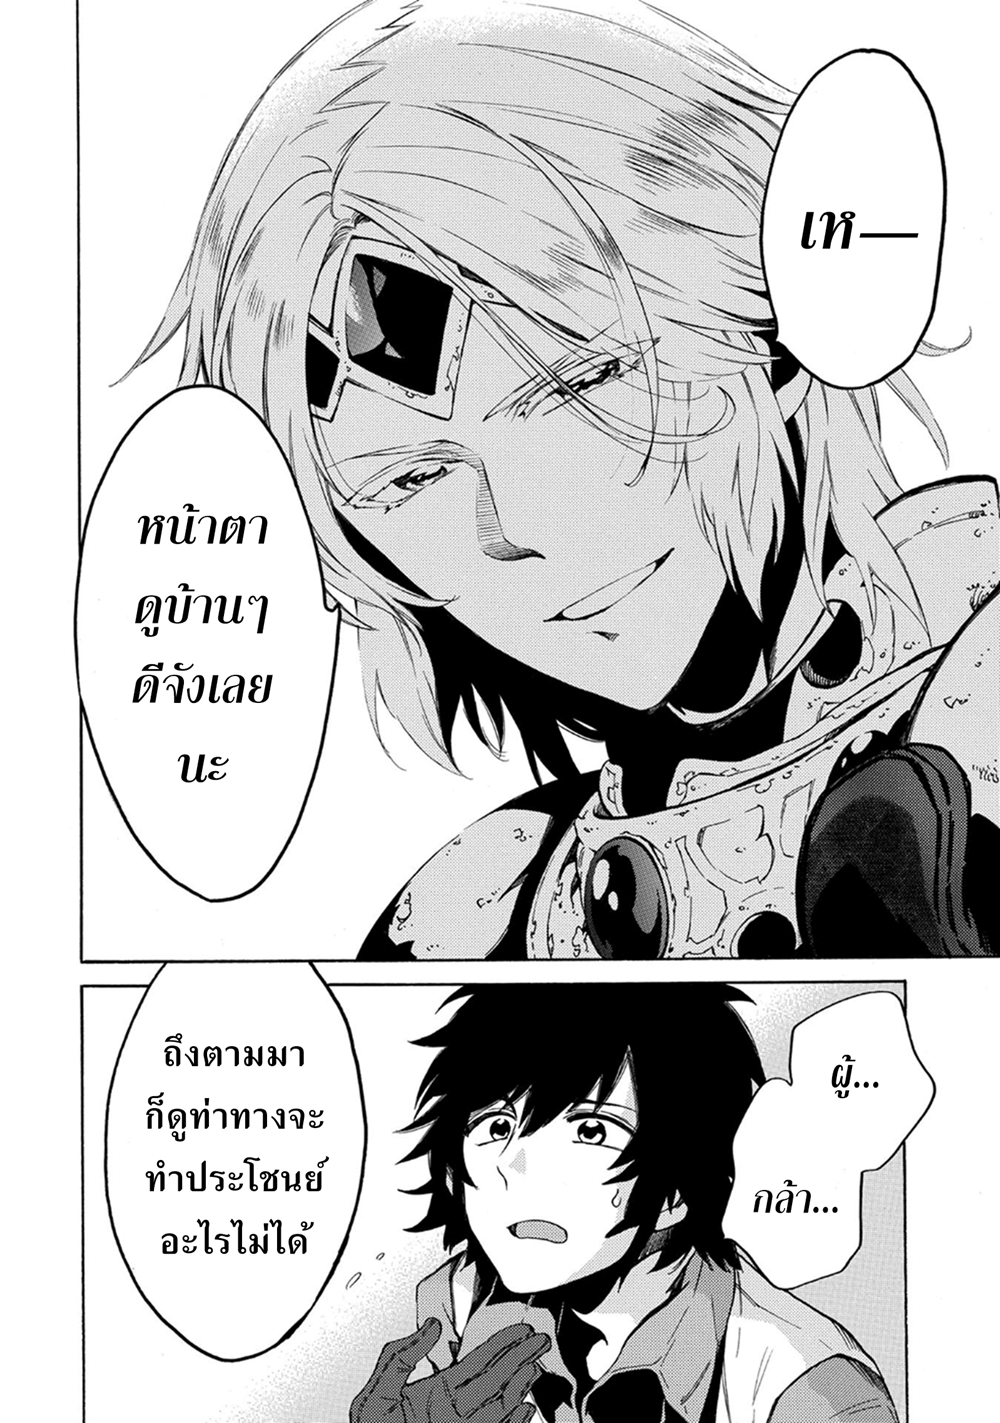 เห—
หน้าตา
ดูบ้านๆ
ดีจังเลย
นะ
ผู้...
กล้า...
ถึงตามมา
ก็ดูท่าทางจะ
ทำประโชนย์
อะไรไม่ได้